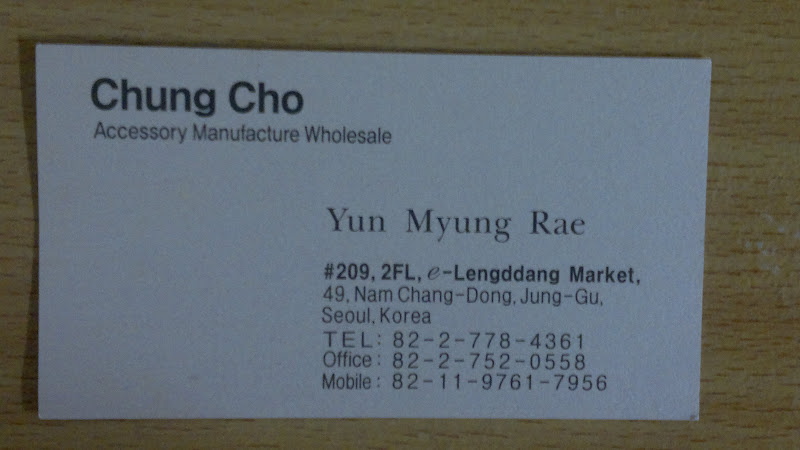 Chung Cho
Accessory Manufacture Wholesale
Yun Myung Rae
#209, 2FL, e-Lengddang Market,
49, Nam Chang-Dong, Jung-Gu,
Seoul, Korea
TEL: 82-2-778-4361
Office: 82-2-752-0558
Mobile: 82-11-9761-7956